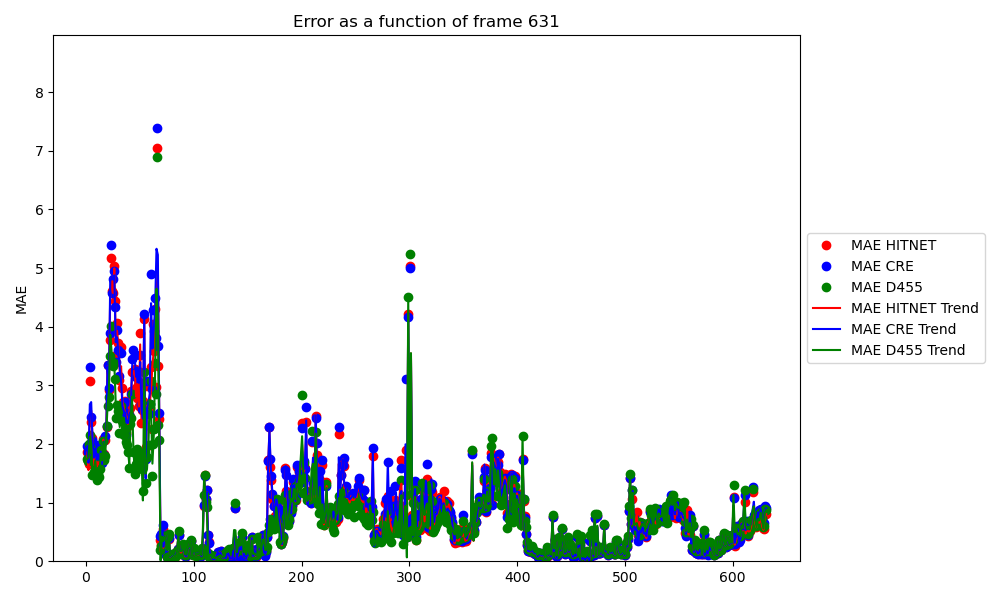 Error as a function of frame 631
MAE
8
7
6
5
4
3
2
1
0
0 100 200 300 400 500 600
MAE HITNET
MAE CRE
MAE D455
MAE HITNET Trend
MAE CRE Trend
MAE D455 Trend